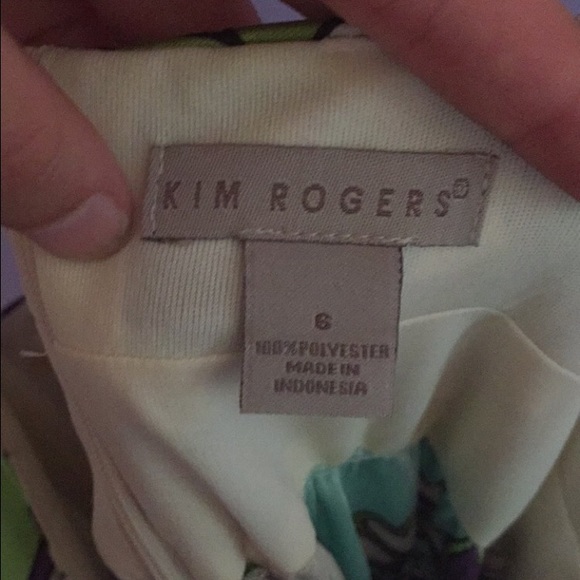 KIM ROGERS®
6
100%POLYESTER
MADE IN
INDONESIA